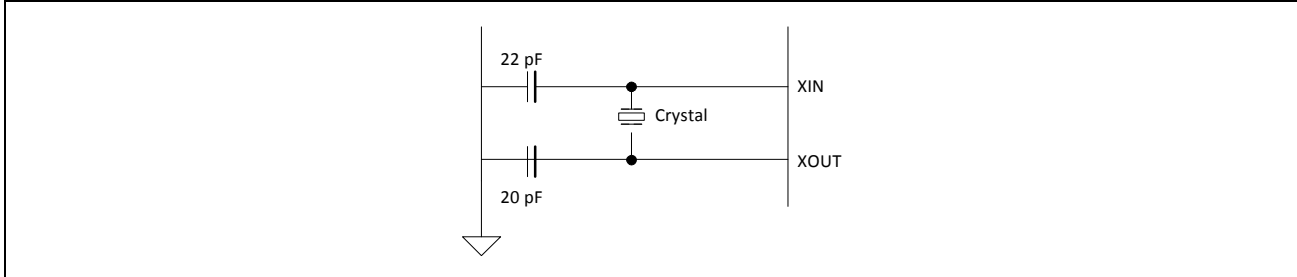 22 pF
XIN
Crystal
XOUT
20 pF